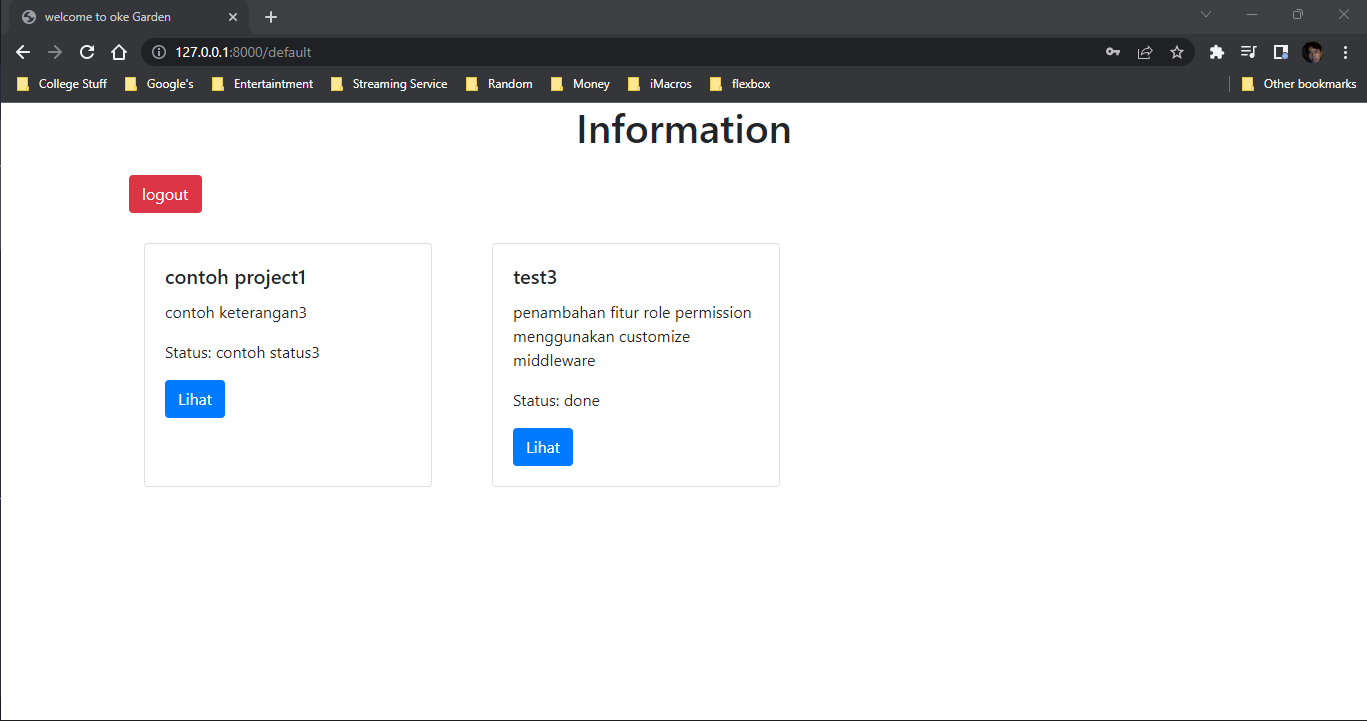 welcome to oke Garden
127.0.0.1:8000/default
College Stuff Google's Entertaintment Streaming Service Random Money iMacros flexbox Other bookmarks
Information
logout
contoh project1
contoh keterangan3
Status: contoh status3
Lihat
test3
penambahan fitur role permission
menggunakan customize
middleware
Status: done
Lihat